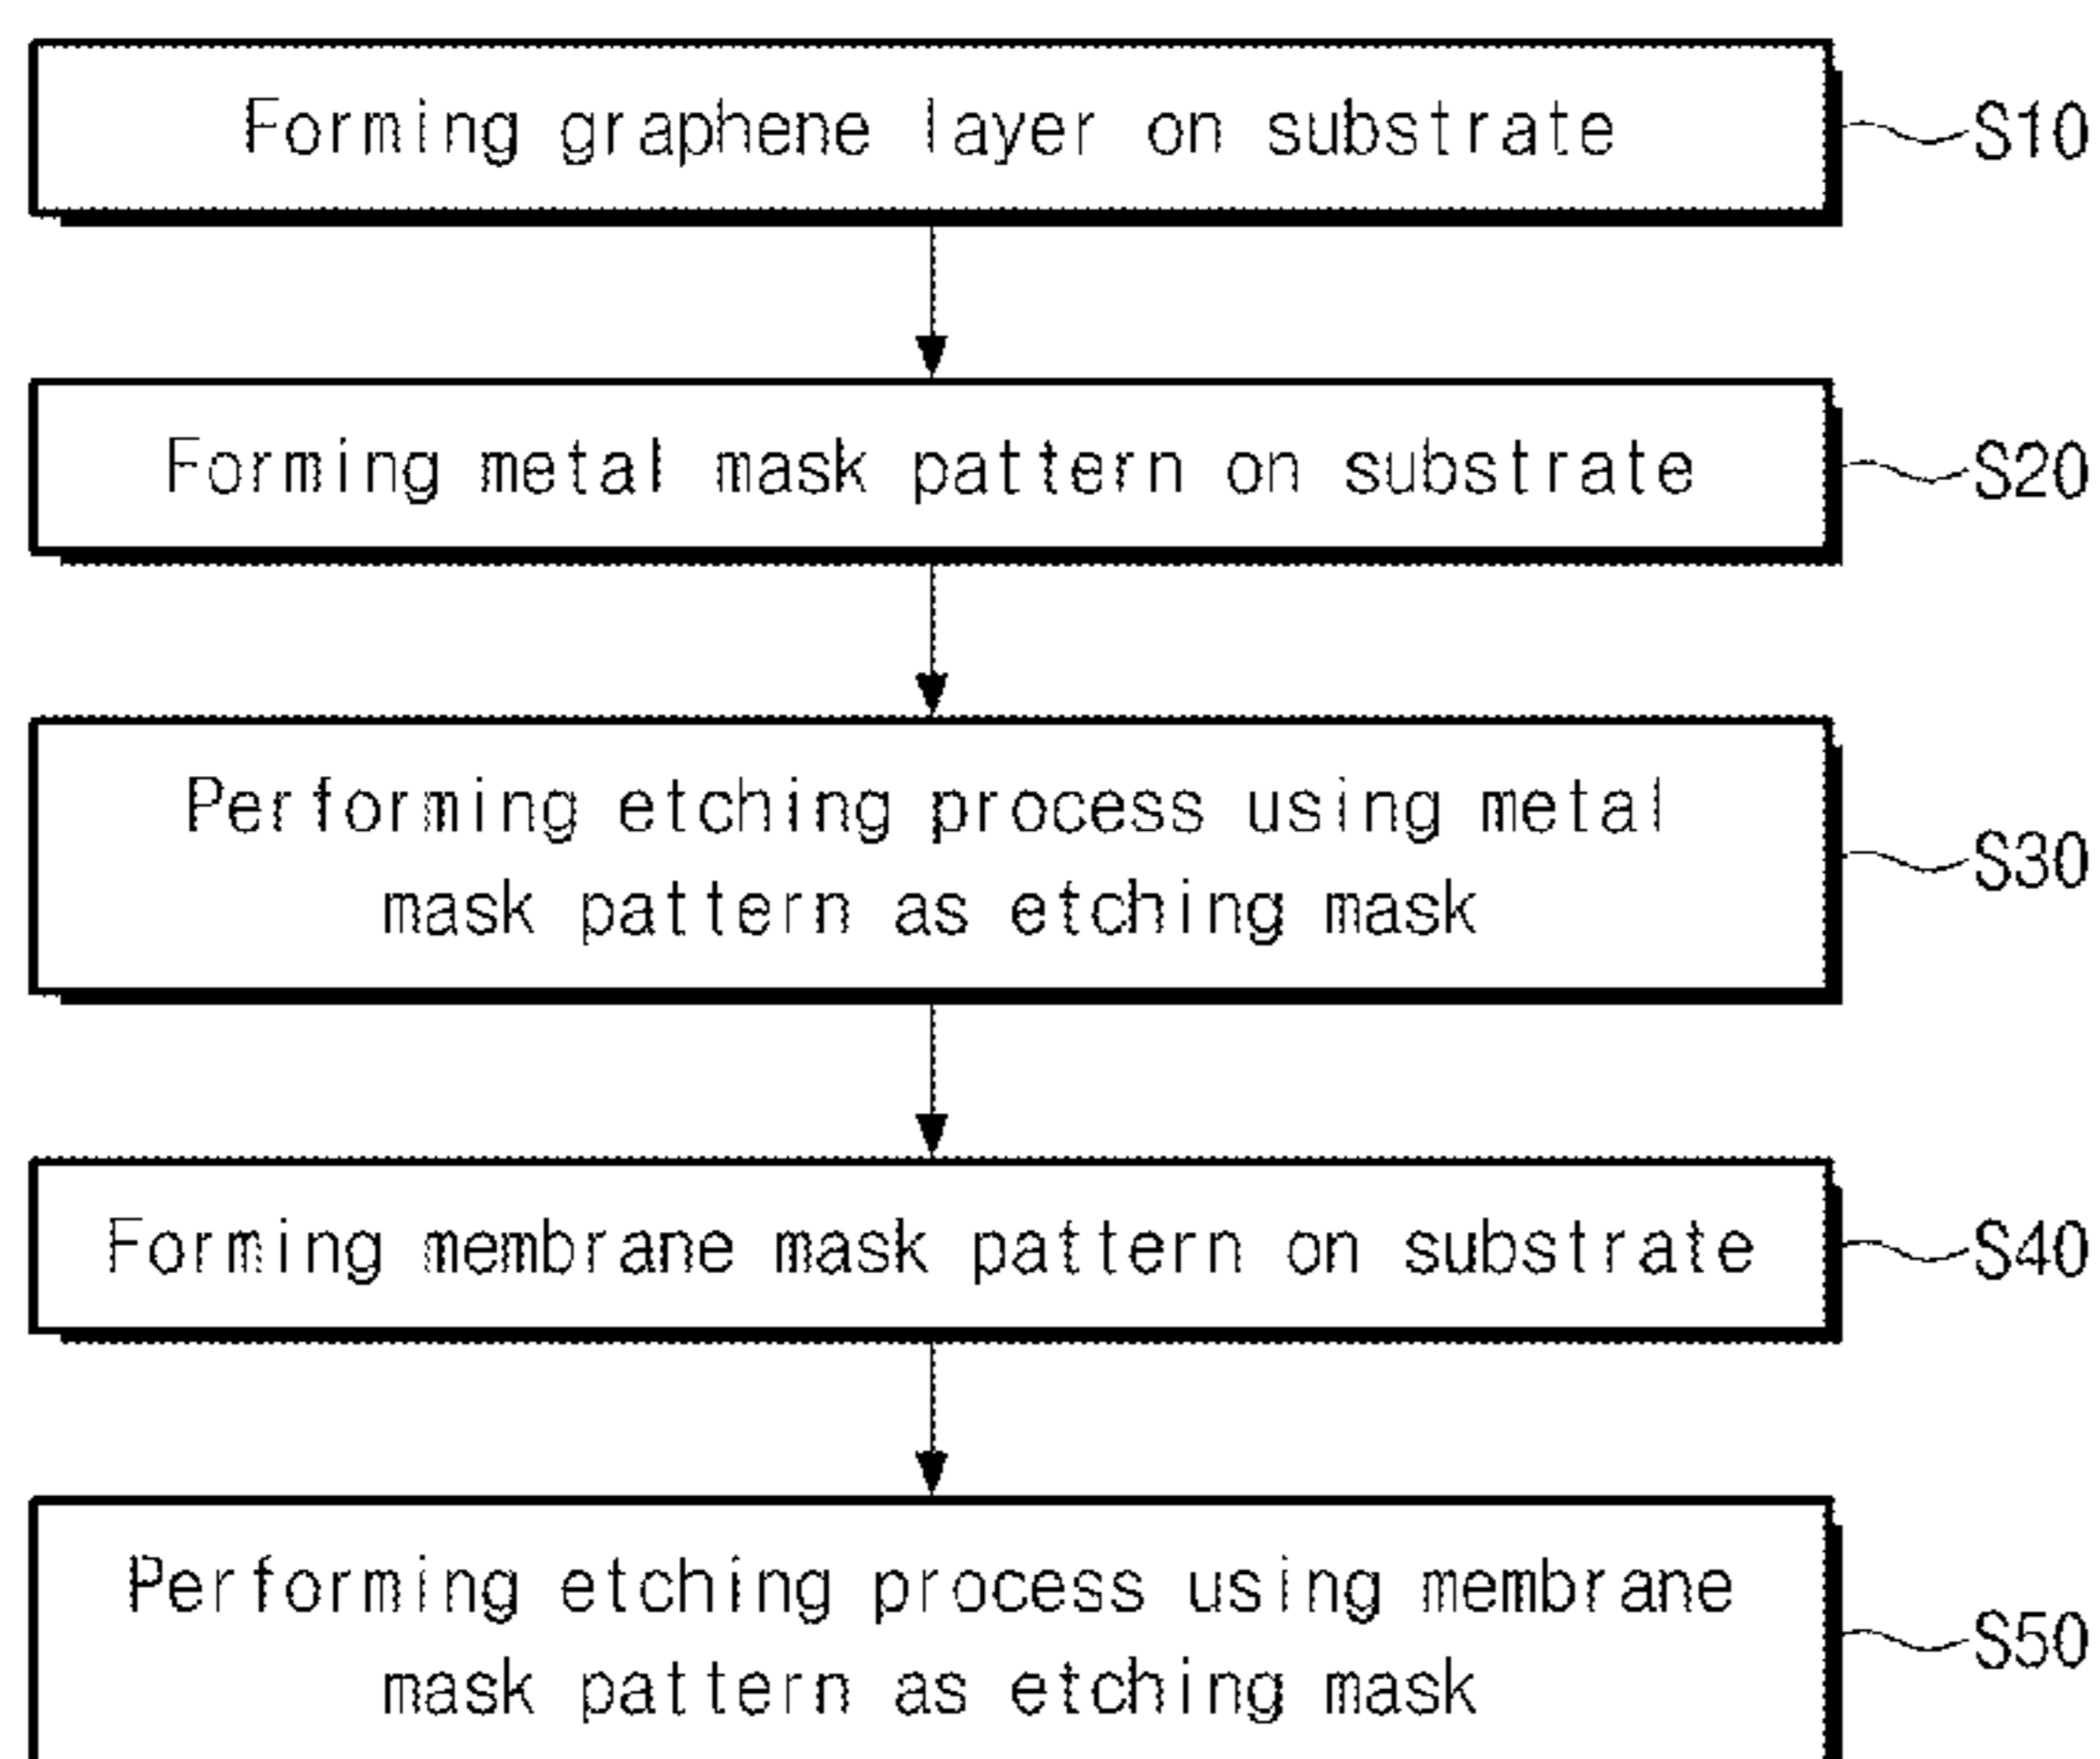 Forming graphene layer on substrate
S10
Forming metal mask pattern on substrate
S20
Performing etching process using metal
mask pattern as etching mask
S30
Forming membrane mask pattern on substrate
S40
Performing etching process using membrane
mask pattern as etching mask
S50